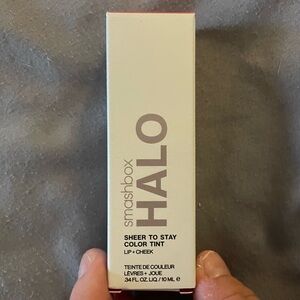 smashbox
HALO
SHEER TO STAY
COLOR TINT
LIP + CHEEK
TEINTE DE COULEUR
LÈVRES + JOUE
.34 FL. OZ. LIQ. / 10 ML ℮